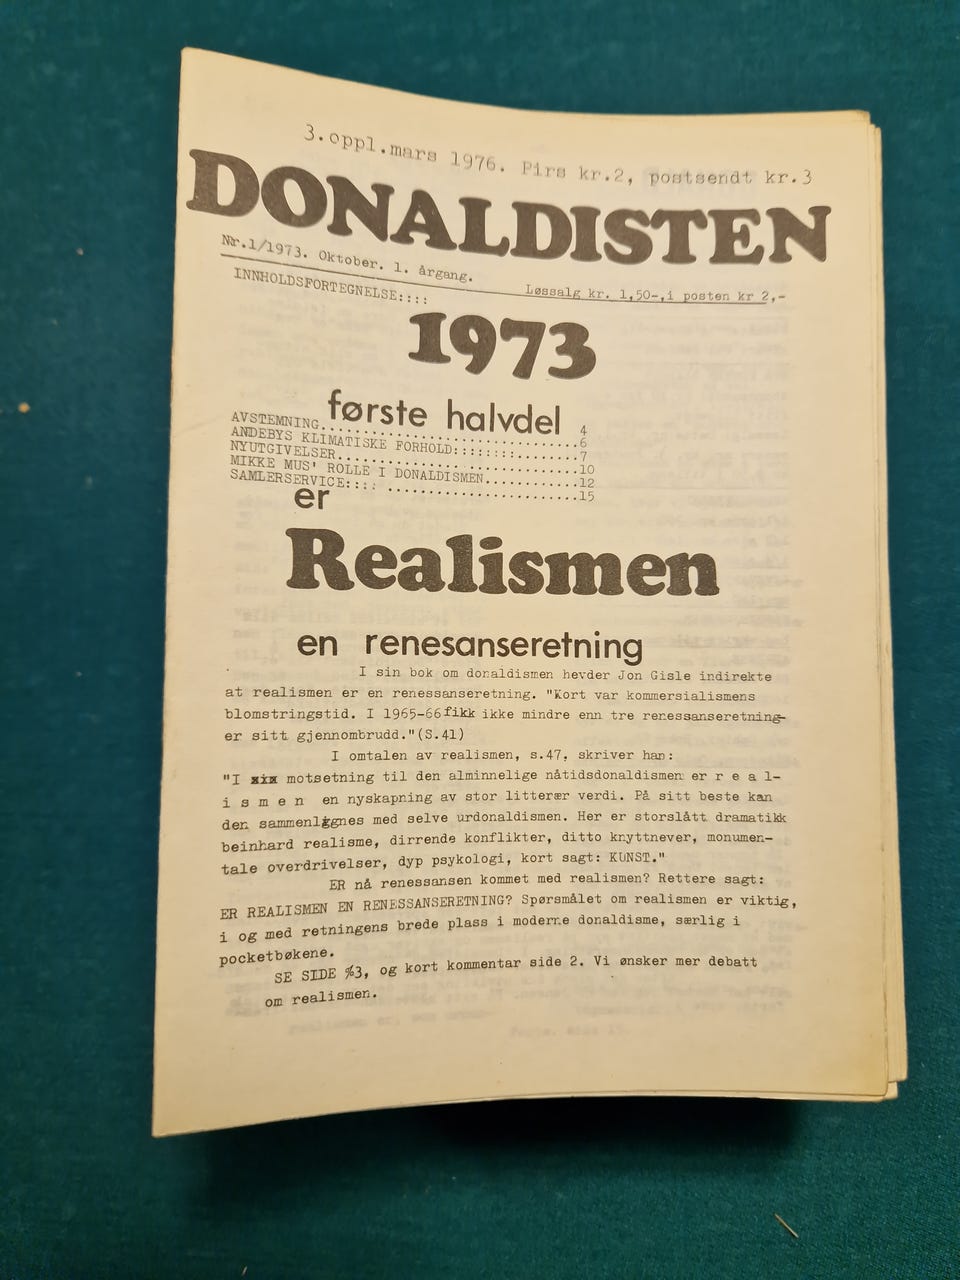 3.oppl.mars 1976. Pirs kr.2, postsendt kr.3
DONALDISTEN
Nr.1/1973. Oktober. 1. årgang.
Løssalg kr. 1,50-,i posten kr 2,-
INNHOLDSFORTEGNELSE::::
1973
første halvdel
4
AVSTEMNING..............................6
ANDEBYS KLIMATISKE FORHOLD::::::::.......7
NYUTGIVELSER............................10
MIKKE MUS' ROLLE I DONALDISMEN...........12
SAMLERSERVICE:::: .......................15
er
Realismen
en renesanseretning
I sin bok om donaldismen hevder Jon Gisle indirekte
at realismen er en renessanseretning. "Kort var kommersialismens
blomstringstid. I 1965-66 fikk ikke mindre enn tre renessanseretning-
er sitt gjennombrudd."(S.41)
I omtalen av realismen, s.47, skriver han:
"I motsetning til den alminnelige nåtidsdonaldismen er r e a l-
i s m e n en nyskapning av stor litterær verdi. På sitt beste kan
den sammenlignes med selve urdonaldismen. Her er storslått dramatikk
beinhard realisme, dirrende konflikter, ditto knyttnever, monumen-
tale overdrivelser, dyp psykologi, kort sagt: KUNST."
ER nå renessansen kommet med realismen? Rettere sagt:
ER REALISMEN EN RENESSANSERETNING? Spørsmålet om realismen er viktig,
i og med retningens brede plass i moderne donaldisme, særlig i
pocketbøkene.
SE SIDE %3, og kort kommentar side 2. Vi ønsker mer debatt
om realismen.